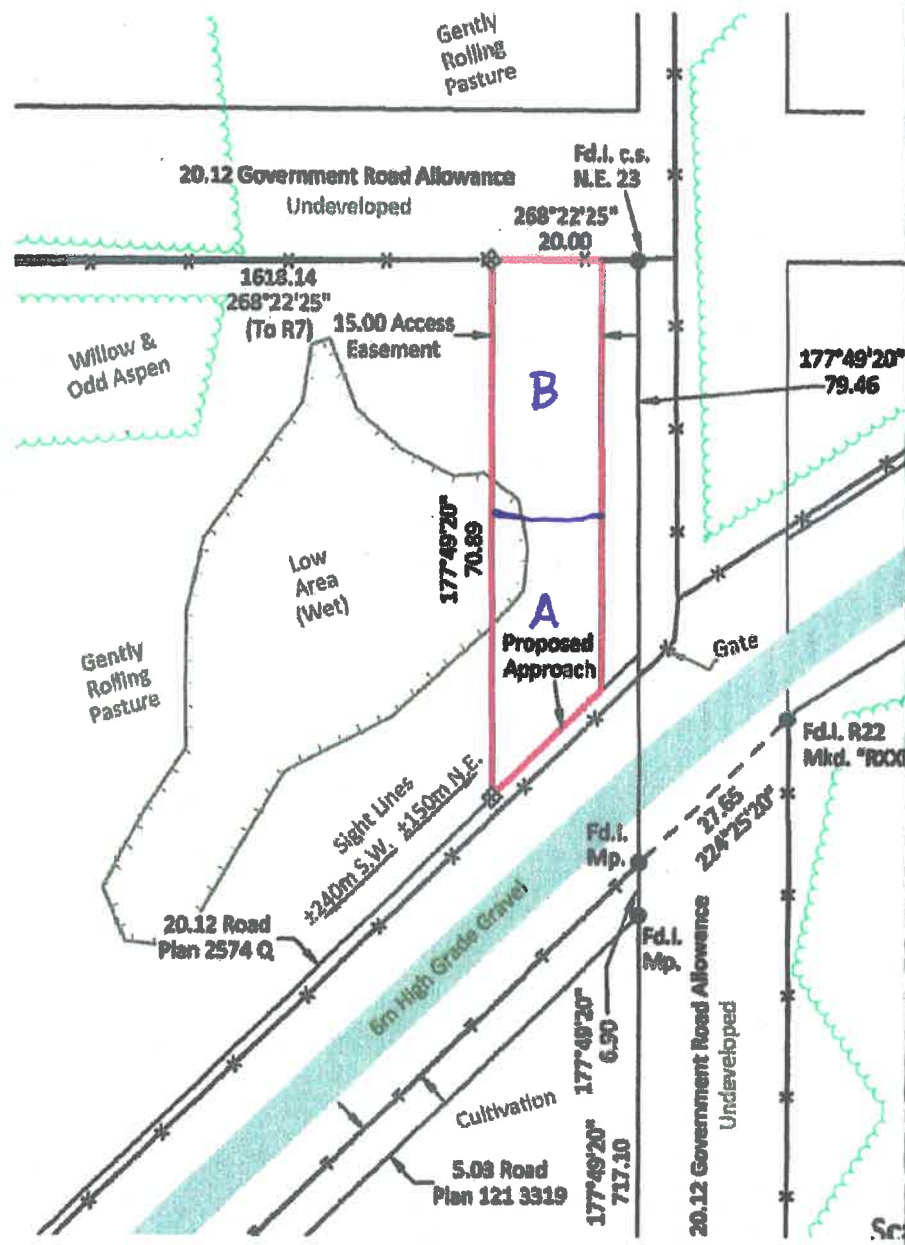 Gently
Rolling
Pasture
20.12 Government Road Allowance
Undeveloped
Fd.I. c.s.
N.E. 23
268°22'25"
20.00
1618.14
268°22'25"
(To R7)
15.00 Access
Easement
Willow &
Odd Aspen
177°49'20"
79.46
B
177°49'20"
70.89
Low
Area
(Wet)
A
Proposed
Approach
Gate
Gently
Rolling
Pasture
Fd.I. R22
Mkd.
Sight Lines
±240m S.W. ±150m N.E.
27.65
224°25'20"
Fd.I.
Mp.
20.12 Road
Plan 2574 Q
6m High Grade Gravel
Fd.I.
Mp.
177°49'20"
6.90
20.12 Government Road Allowance
Undeveloped
Cultivation
5.03 Road
Plan 121 3319
177°49'20"
717.10